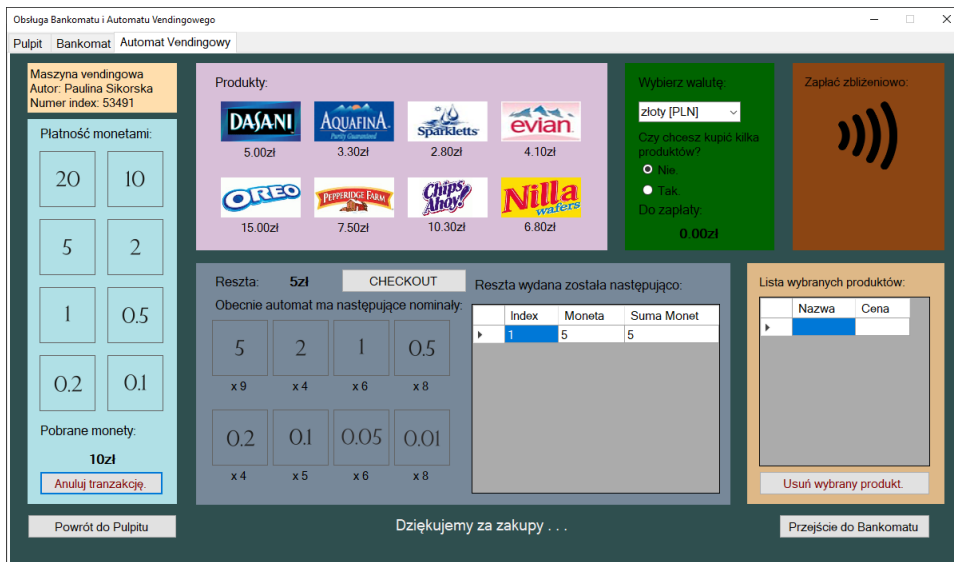 Obsługa Bankomatu i Automatu Vendingowego
Pulpit Bankomat Automat Vendingowy
Maszyna vendingowa
Autor: Paulina Sikorska
Numer index: 53491
Płatność monetami:
20 10
5 2
1 0.5
0.2 0.1
Pobrane monety:
10zł
Anuluj tranzakcję.
Powrót do Pulpitu
Produkty:
DASANI AQUAFINA. Sparkletts evian.
Purity Guaranteed
5.00zł 3.30zł 2.80zł 4.10zł
OREO PEPPERIDGE FARM Chips Ahoy! Nilla wafers
15.00zł 7.50zł 10.30zł 6.80zł
Wybierz walutę:
złoty [PLN]
Czy chcesz kupić kilka
produktów?
Nie.
Tak.
Do zapłaty:
0.00zł
Zapłać zbliżeniowo:
Reszta: 5zł CHECKOUT
Obecnie automat ma następujące nominały:
5 2 1 0.5
x 9 x 4 x 6 x 8
0.2 0.1 0.05 0.01
x 4 x 5 x 6 x 8
Reszta wydana została następująco:
Index Moneta Suma Monet
1 5 5
Lista wybranych produktów:
Nazwa Cena
Usuń wybrany produkt.
Dziękujemy za zakupy . . .
Przejście do Bankomatu